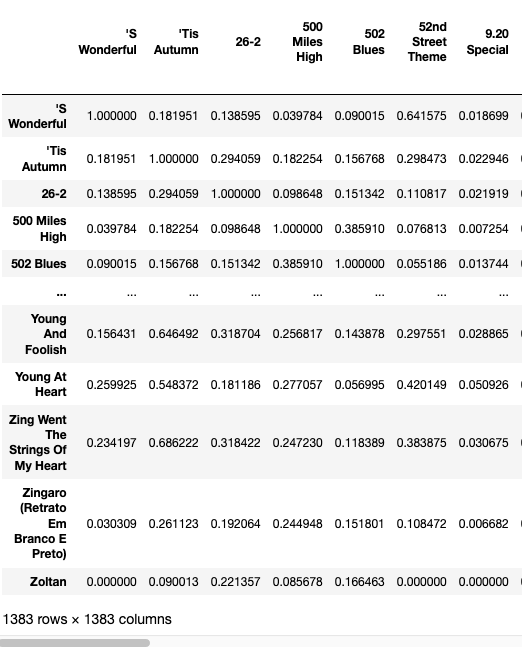 'S Wonderful 'Tis Autumn 26-2 500 Miles High 502 Blues 52nd Street Theme 9.20 Special
'S Wonderful 1.000000 0.181951 0.138595 0.039784 0.090015 0.641575 0.018699
'Tis Autumn 0.181951 1.000000 0.294059 0.182254 0.156768 0.298473 0.022946
26-2 0.138595 0.294059 1.000000 0.098648 0.151342 0.110817 0.021919
500 Miles High 0.039784 0.182254 0.098648 1.000000 0.385910 0.076813 0.007254
502 Blues 0.090015 0.156768 0.151342 0.385910 1.000000 0.055186 0.013744
... ... ... ... ... ... ... ...
Young And Foolish 0.156431 0.646492 0.318704 0.256817 0.143878 0.297551 0.028865
Young At Heart 0.259925 0.548372 0.181186 0.277057 0.056995 0.420149 0.050926
Zing Went The Strings Of My Heart 0.234197 0.686222 0.318422 0.247230 0.118389 0.383875 0.030675
Zingaro (Retrato Em Branco E Preto) 0.030309 0.261123 0.192064 0.244948 0.151801 0.108472 0.006682
Zoltan 0.000000 0.090013 0.221357 0.085678 0.166463 0.000000 0.000000
1383 rows × 1383 columns